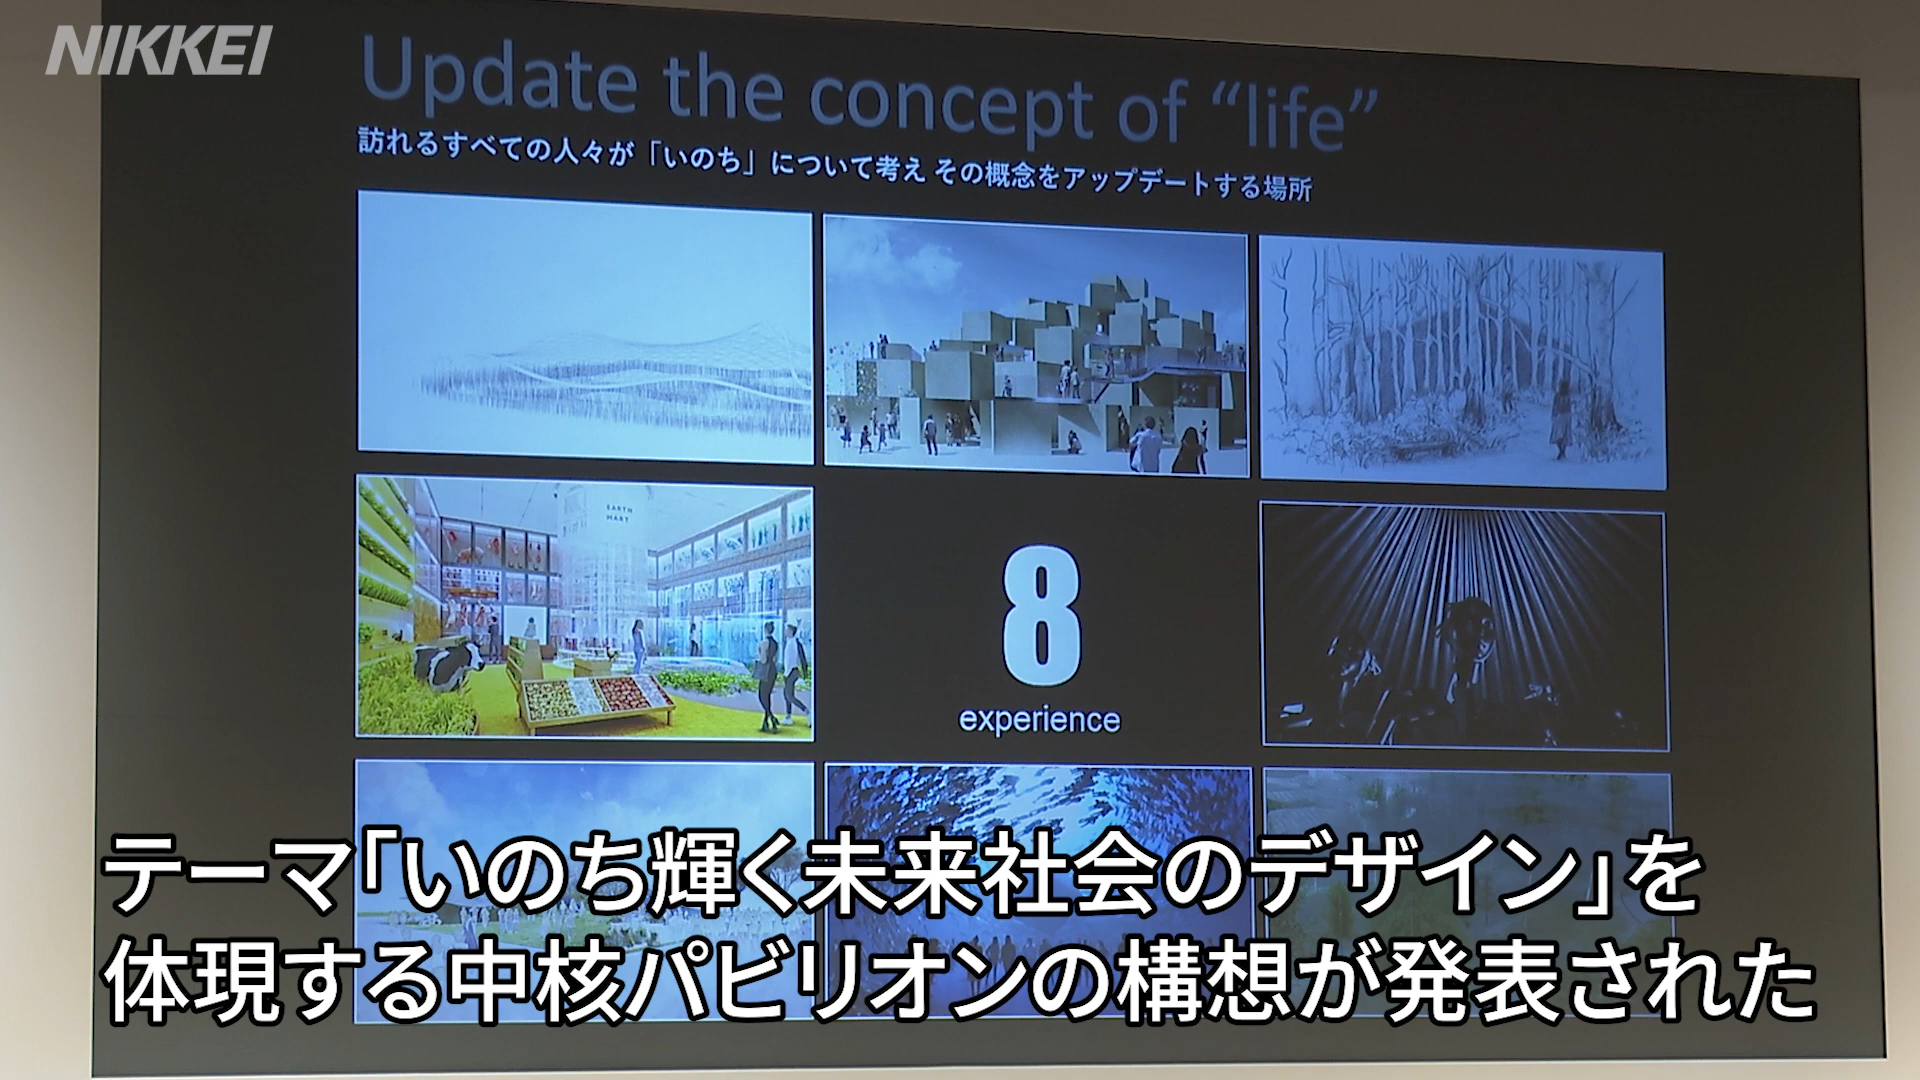 NIKKEI
Update the concept of “life”
訪れるすべての人々が「いのち」について考え その概念をアップデートする場所
EARTH
MART
8
experience
テーマ「いのち輝く未来社会のデザイン」を
体現する中核パビリオンの構想が発表された